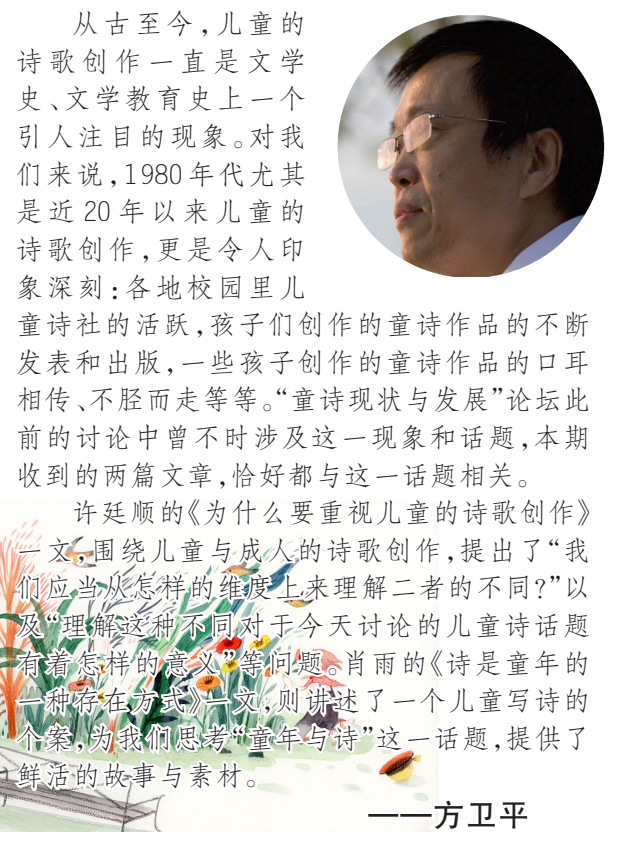 从古至今，儿童的
诗歌创作一直是文学
史、文学教育史上一个
引人注目的现象。对我
们来说，1980年代尤其
是近20年以来儿童的
诗歌创作，更是令人印
象深刻：各地校园里儿
童诗社的活跃，孩子们创作的童诗作品的不断
发表和出版，一些孩子创作的童诗作品的口耳
相传、不胫而走等等。“童诗现状与发展”论坛此
前的讨论中曾不时涉及这一现象和话题，本期
收到的两篇文章，恰好都与这一话题相关。
许廷顺的《为什么要重视儿童的诗歌创作》
一文，围绕儿童与成人的诗歌创作，提出了“我
们应当从怎样的维度上来理解二者的不同？”以
及“理解这种不同对于今天讨论的儿童诗话题
有着怎样的意义”等问题。肖雨的《诗是童年的
一种存在方式》一文，则讲述了一个儿童写诗的
个案，为我们思考“童年与诗”这一话题，提供了
鲜活的故事与素材。
——方卫平